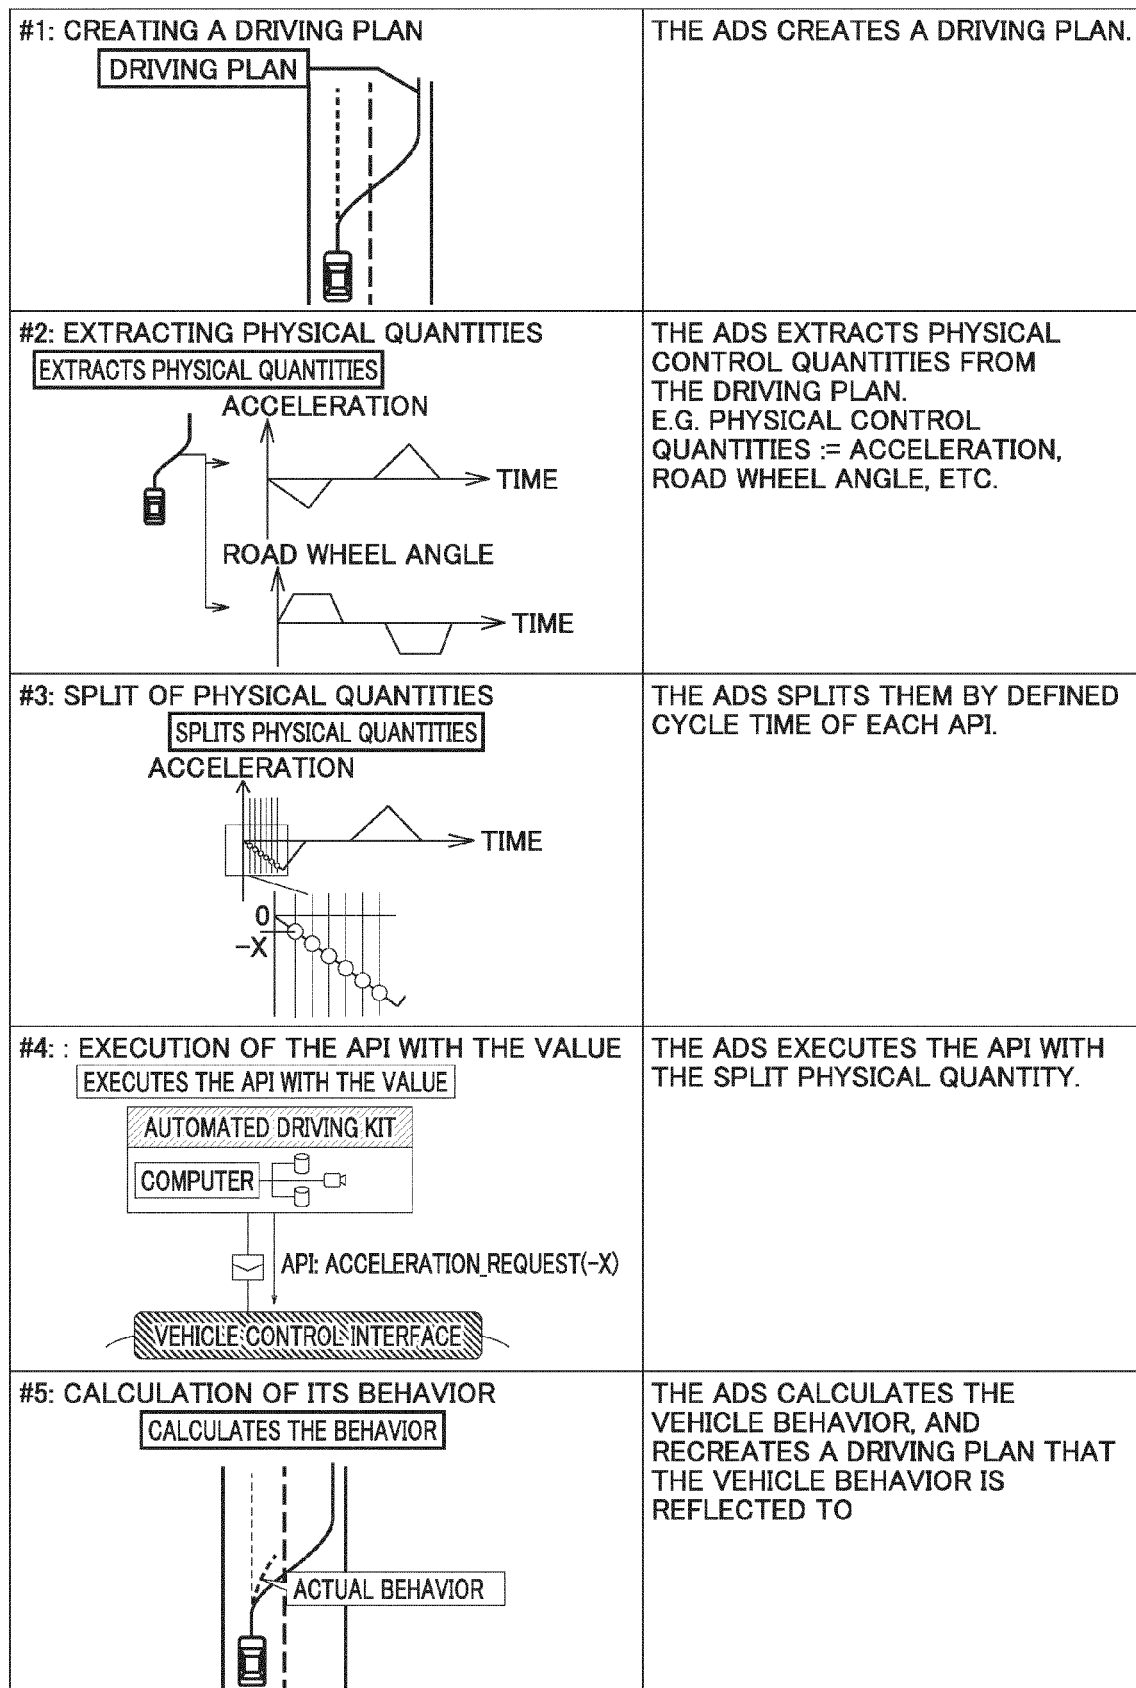 #1: CREATING A DRIVING PLAN
DRIVING PLAN
THE ADS CREATES A DRIVING PLAN.
#2: EXTRACTING PHYSICAL QUANTITIES
EXTRACTS PHYSICAL QUANTITIES
ACCELERATION
TIME
ROAD WHEEL ANGLE
TIME
THE ADS EXTRACTS PHYSICAL
CONTROL QUANTITIES FROM
THE DRIVING PLAN.
E.G. PHYSICAL CONTROL
QUANTITIES := ACCELERATION,
ROAD WHEEL ANGLE, ETC.
#3: SPLIT OF PHYSICAL QUANTITIES
SPLITS PHYSICAL QUANTITIES
ACCELERATION
TIME
0
-X
THE ADS SPLITS THEM BY DEFINED
CYCLE TIME OF EACH API.
#4: : EXECUTION OF THE API WITH THE VALUE
EXECUTES THE API WITH THE VALUE
AUTOMATED DRIVING KIT
COMPUTER
API: ACCELERATION_REQUEST(-X)
VEHICLE CONTROL INTERFACE
THE ADS EXECUTES THE API WITH
THE SPLIT PHYSICAL QUANTITY.
#5: CALCULATION OF ITS BEHAVIOR
CALCULATES THE BEHAVIOR
ACTUAL BEHAVIOR
THE ADS CALCULATES THE
VEHICLE BEHAVIOR, AND
RECREATES A DRIVING PLAN THAT
THE VEHICLE BEHAVIOR IS
REFLECTED TO